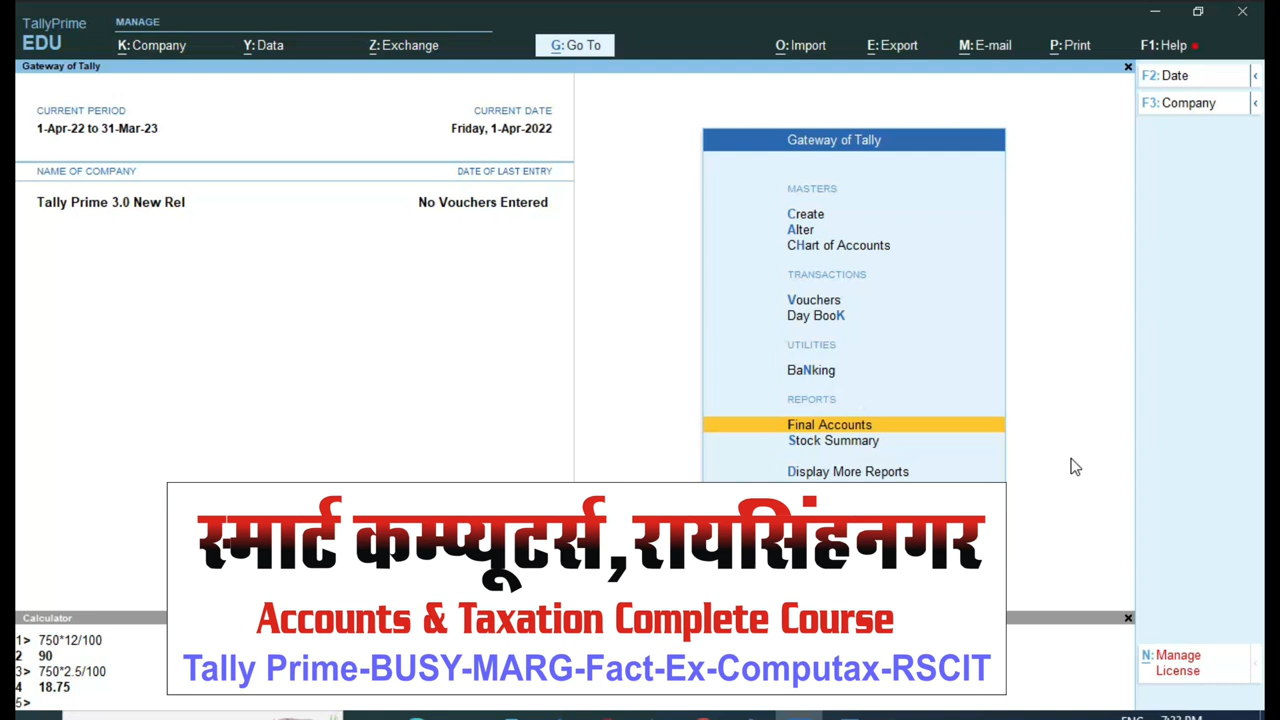 TallyPrime
EDU
MANAGE
K: Company
Y: Data
Z: Exchange
G: Go To
O: Import
E: Export
M: E-mail
P: Print
F1: Help
Gateway of Tally
F2: Date
F3: Company
CURRENT PERIOD
CURRENT DATE
1-Apr-22 to 31-Mar-23
Friday, 1-Apr-2022
NAME OF COMPANY
DATE OF LAST ENTRY
Tally Prime 3.0 New Rel
No Vouchers Entered
Gateway of Tally
MASTERS
Create
Alter
CHart of Accounts
TRANSACTIONS
Vouchers
Day BooK
UTILITIES
BaNking
REPORTS
Final Accounts
Stock Summary
Display More Reports
स्मार्ट कम्प्यूटर्स,रायसिंहनगर
Accounts & Taxation Complete Course
Tally Prime-BUSY-MARG-Fact-Ex-Computax-RSCIT
Calculator
1> 750*12/100
2 90
3> 750*2.5/100
4 18.75
5>
N: Manage
License